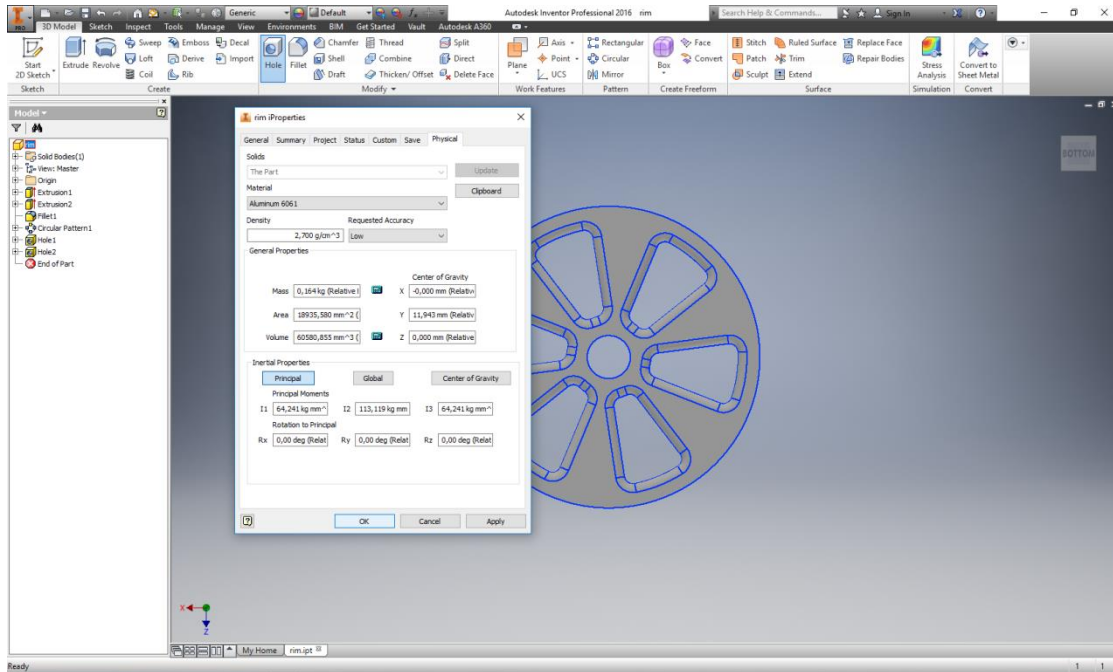 Generic Default Autodesk Inventor Professional 2016 rim Search Help & Commands... Sign In
PRO 3D Model Sketch Inspect Tools Manage View Environments BIM Get Started Vault Autodesk A360
Start 2D Sketch Extrude Revolve Sweep Emboss Decal Hole Fillet Chamfer Thread Split Plane Axis Rectangular Box Face Stitch Ruled Surface Replace Face Stress Analysis Convert to Sheet Metal
Loft Derive Import Shell Combine Direct Point Circular Convert Patch Trim Repair Bodies
Coil Rib Draft Thicken/ Offset Delete Face UCS Mirror Sculpt Extend
Sketch Create Modify Work Features Pattern Create Freeform Surface Simulation Convert
Model
rim
Solid Bodies(1)
View: Master
Origin
Extrusion1
Extrusion2
Fillet1
Circular Pattern1
Hole1
Hole2
End of Part
rim iProperties
General Summary Project Status Custom Save Physical
Solids
The Part Update
Material Clipboard
Aluminum 6061
Density Requested Accuracy
2,700 g/cm^3 Low
General Properties
Center of Gravity
Mass 0,164 kg (Relative X -0,000 mm (Relativ
Area 18935,580 mm^2 ( Y 11,943 mm (Relativ
Volume 60580,855 mm^3 ( Z 0,000 mm (Relative
Inertial Properties
Principal Global Center of Gravity
Principal Moments
I1 64,241 kg mm^ I2 113,119 kg mm I3 64,241 kg mm^
Rotation to Principal
Rx 0,00 deg (Relat Ry 0,00 deg (Relat Rz 0,00 deg (Relat
OK Cancel Apply
BOTTOM
X
Z
My Home rim.ipt
Ready 1 1